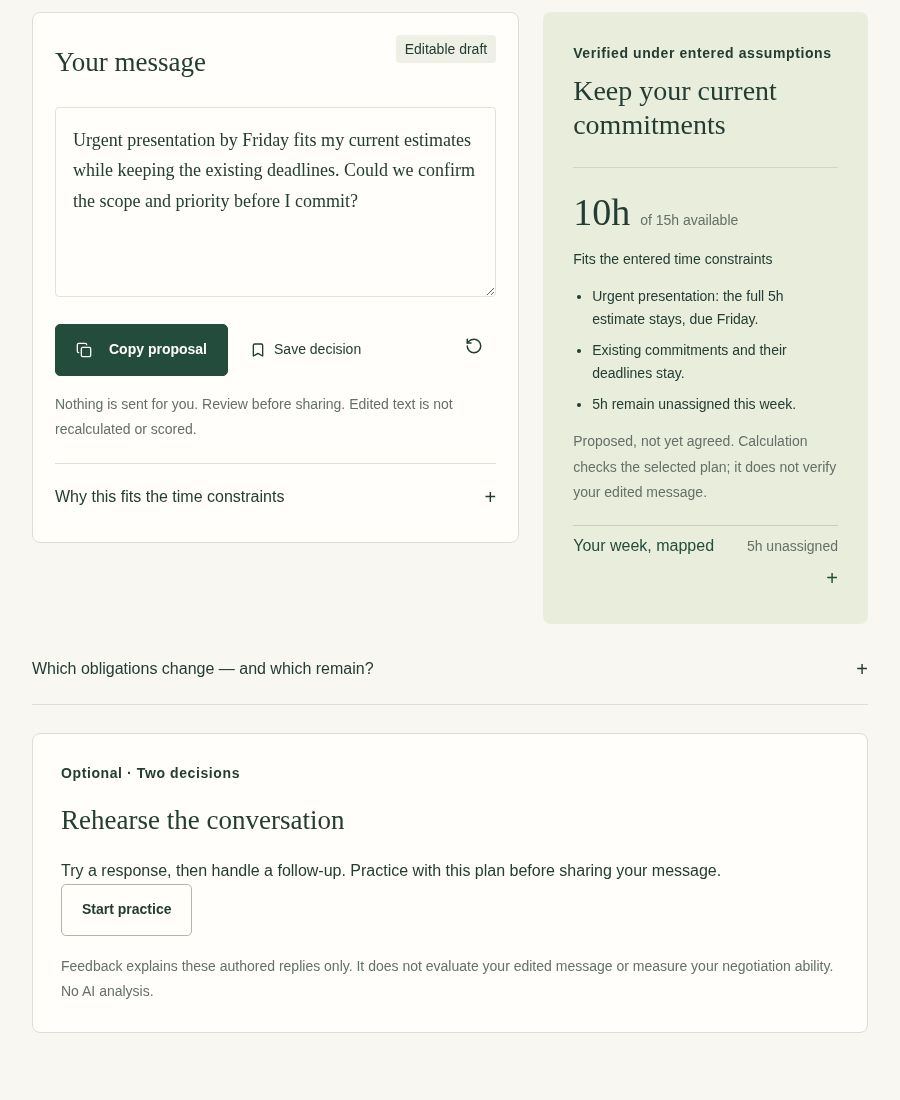 Your message
Editable draft
Urgent presentation by Friday fits my current estimates
while keeping the existing deadlines. Could we confirm
the scope and priority before I commit?
Copy proposal
Save decision
Nothing is sent for you. Review before sharing. Edited text is not
recalculated or scored.
Why this fits the time constraints
+
Verified under entered assumptions
Keep your current
commitments
10h of 15h available
Fits the entered time constraints
• Urgent presentation: the full 5h
estimate stays, due Friday.
• Existing commitments and their
deadlines stay.
• 5h remain unassigned this week.
Proposed, not yet agreed. Calculation
checks the selected plan; it does not verify
your edited message.
Your week, mapped
5h unassigned
+
Which obligations change — and which remain?
+
Optional · Two decisions
Rehearse the conversation
Try a response, then handle a follow-up. Practice with this plan before sharing your message.
Start practice
Feedback explains these authored replies only. It does not evaluate your edited message or measure your negotiation ability.
No AI analysis.